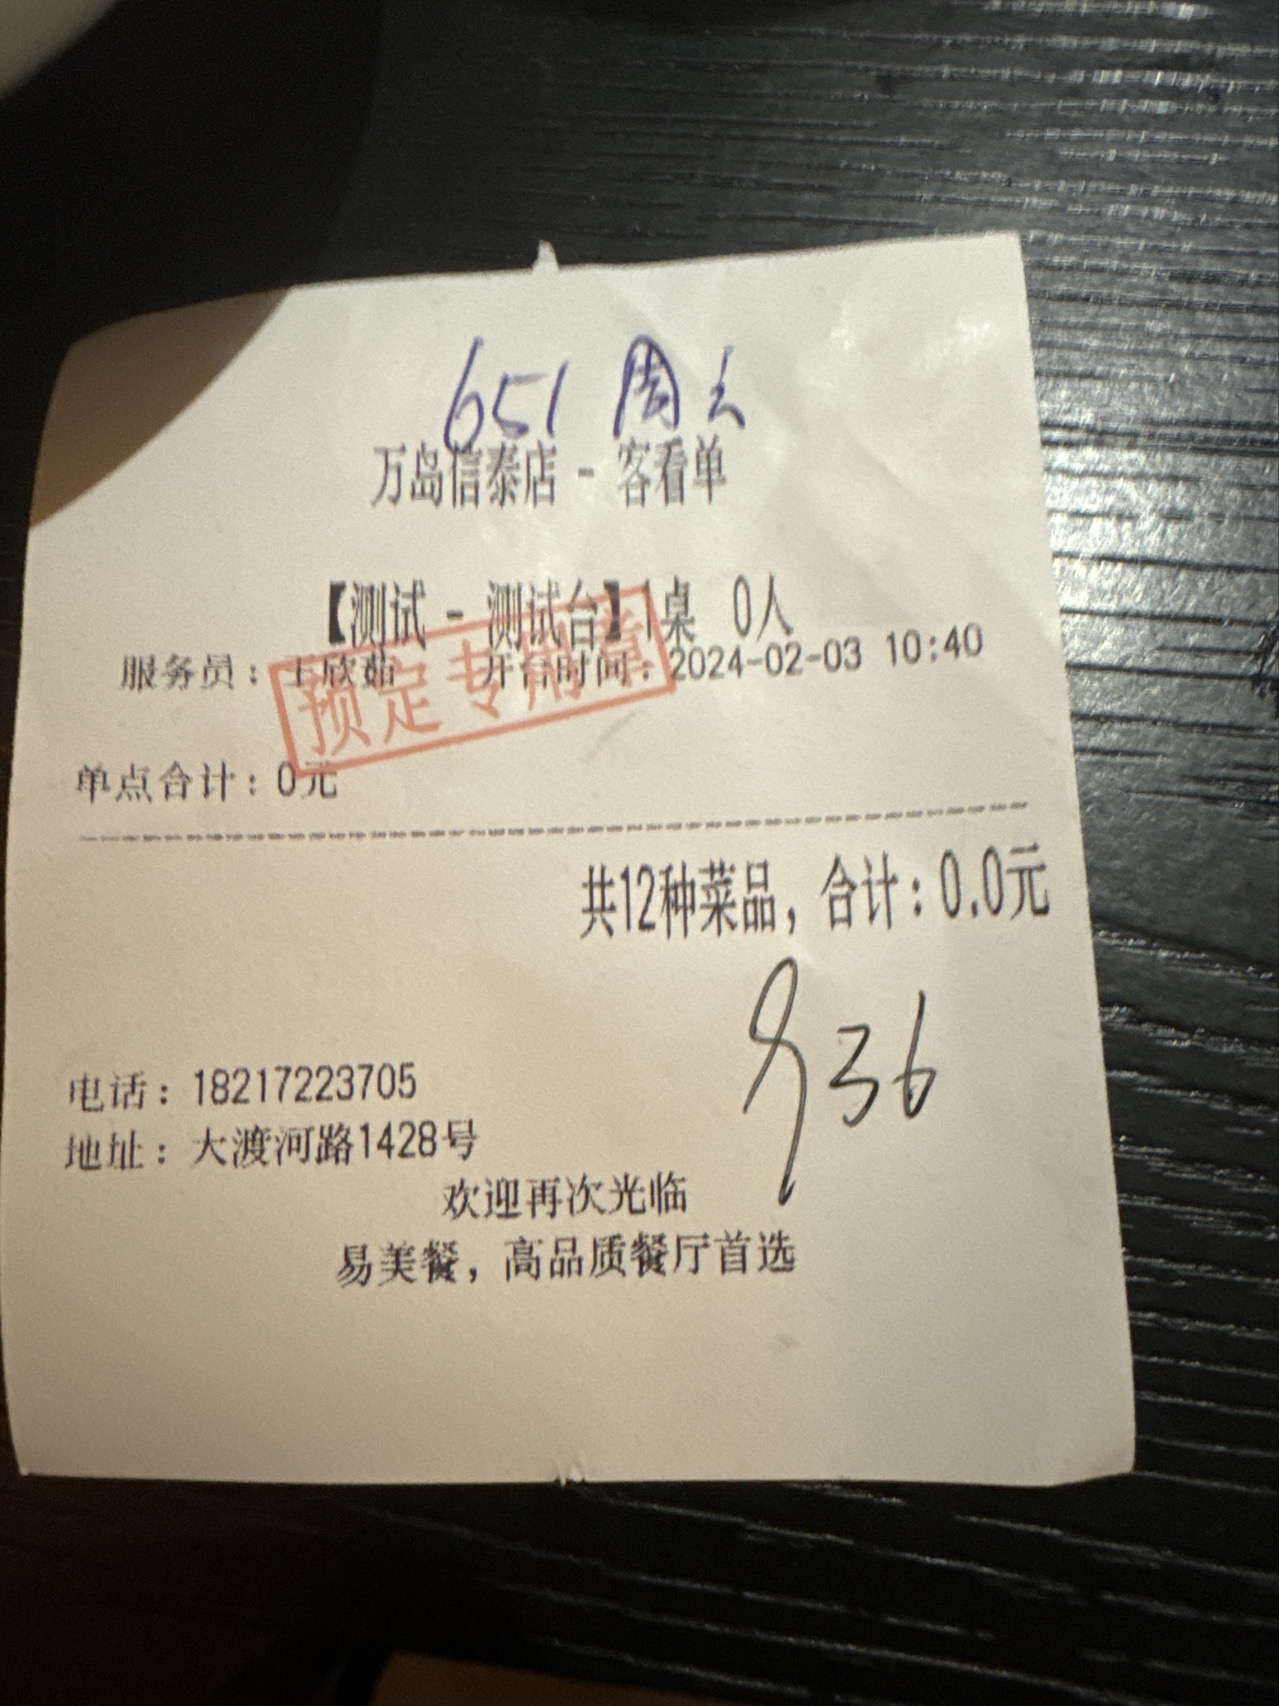 651 周
万岛信泰店 - 客看单
【测试 - 测试台】1桌 0人
服务员：王欣茹 开台时间：2024-02-03 10:40
预定专用章
单点合计：0元
共12种菜品，合计：0.0元
936
电话：18217223705
地址：大渡河路1428号
欢迎再次光临
易美餐，高品质餐厅首选